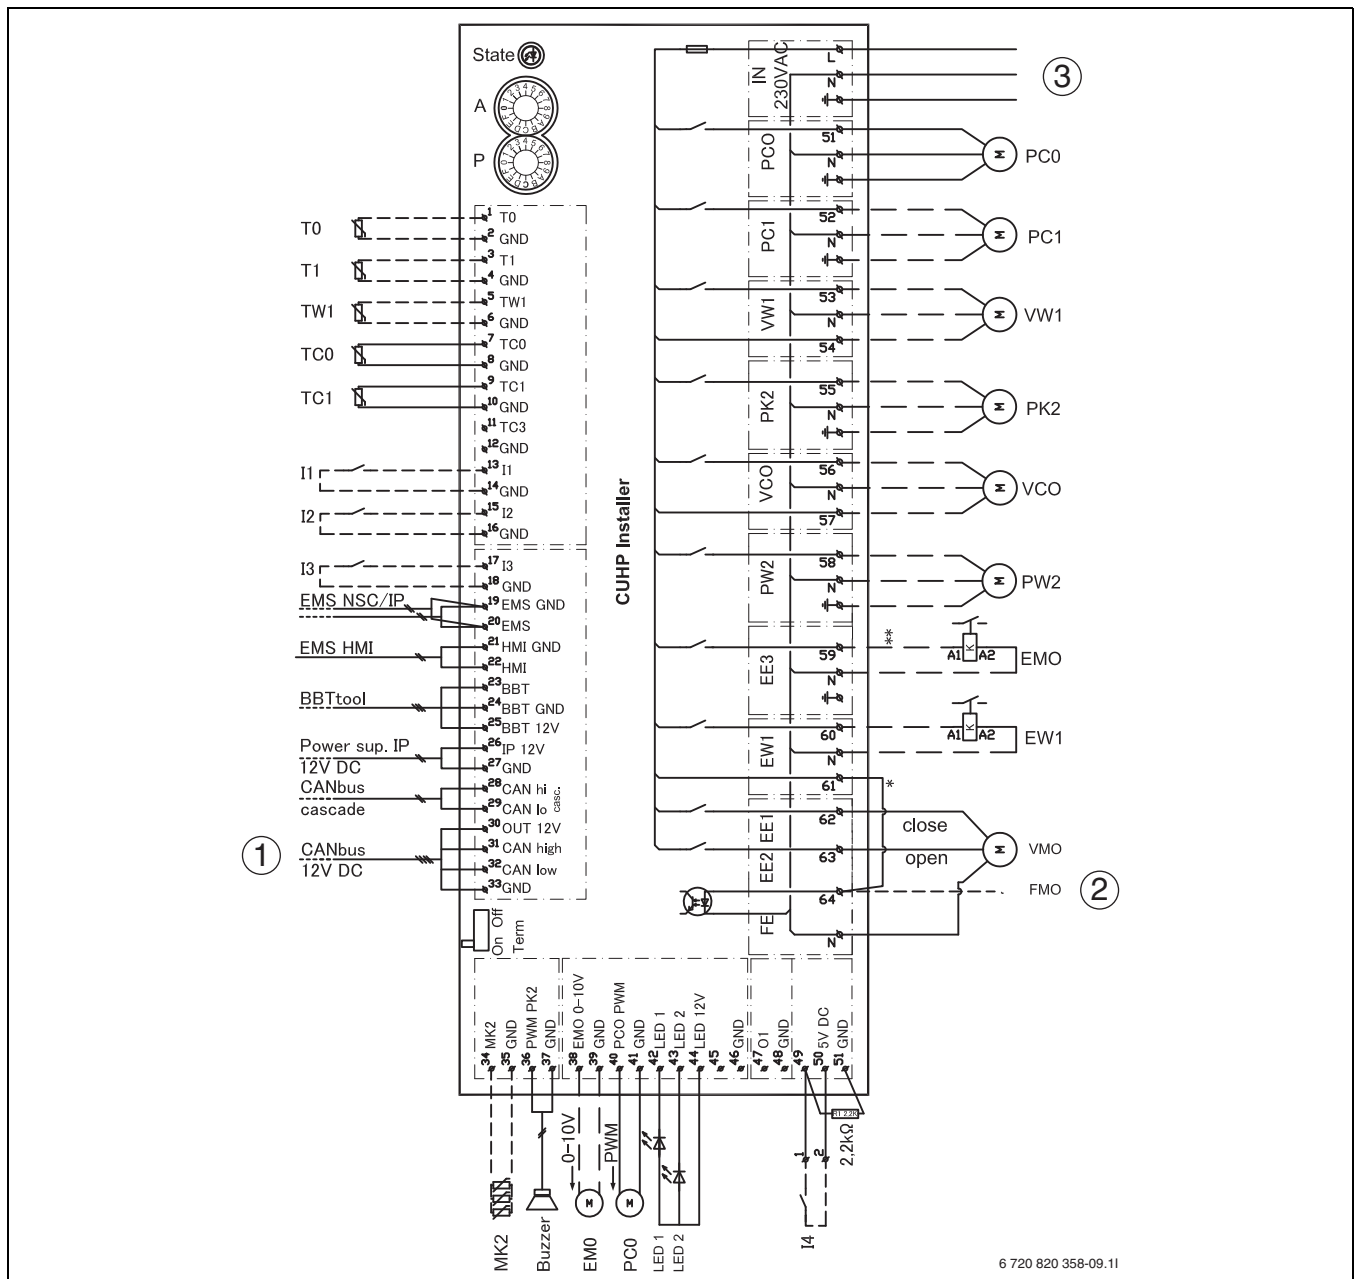 State
A
P
T0
T1
TW1
TC0
TC1
I1
I2
I3
EMS NSC/IP
EMS HMI
BBTtool
Power sup. IP
12V DC
CANbus
cascade
1
CANbus
12V DC
1 T0
2 GND
3 T1
4 GND
5 TW1
6 GND
7 TC0
8 GND
9 TC1
10 GND
11 TC3
12 GND
13 I1
14 GND
15 I2
16 GND
17 I3
18 GND
19 EMS GND
20 EMS
21 HMI GND
22 HMI
23 BBT
24 BBT GND
25 BBT 12V
26 IP 12V
27 GND
28 CAN hi casc.
29 CAN lo
30 OUT 12V
31 CAN high
32 CAN low
33 GND
On Off
Term
CUHP Installer
IN
230VAC
L
N
3
PCO
51
N
M
PC0
PC1
52
N
M
PC1
VW1
53
N
54
M
VW1
PK2
55
N
M
PK2
VCO
56
N
57
M
VCO
PW2
58
N
M
PW2
EE3
59
N
**
A1 K A2
EMO
EW1
60
N
61
*
A1 K A2
EW1
EE1
62
close
EE2
63
open
M
VMO
FE
64
N
FMO
2
34 MK2
35 GND
36 PWM PK2
37 GND
38 EMO 0-10V
39 GND
40 PCO PWM
41 GND
42 LED 1
43 LED 2
44 LED 12V
45
46 GND
47 O1
48 GND
49
50 5V DC
51 GND
R1 2,2K
2,2kΩ
1
2
0-10V
PWM
M
M
MK2
Buzzer
EM0
PC0
LED 1
LED 2
I4
6 720 820 358-09.1I